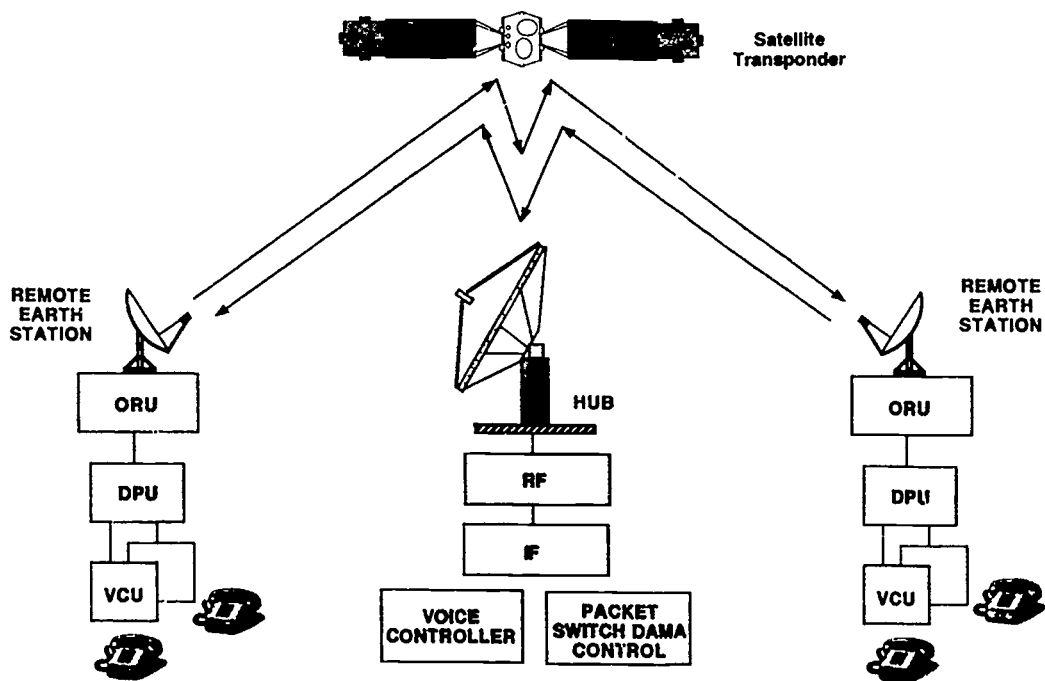 Satellite
Transponder
REMOTE
EARTH
STATION
REMOTE
EARTH
STATION
ORU
HUB
ORU
DPU
RF
DPU
IF
VCU
VOICE
CONTROLLER
PACKET
SWITCH DAMA
CONTROL
VCU